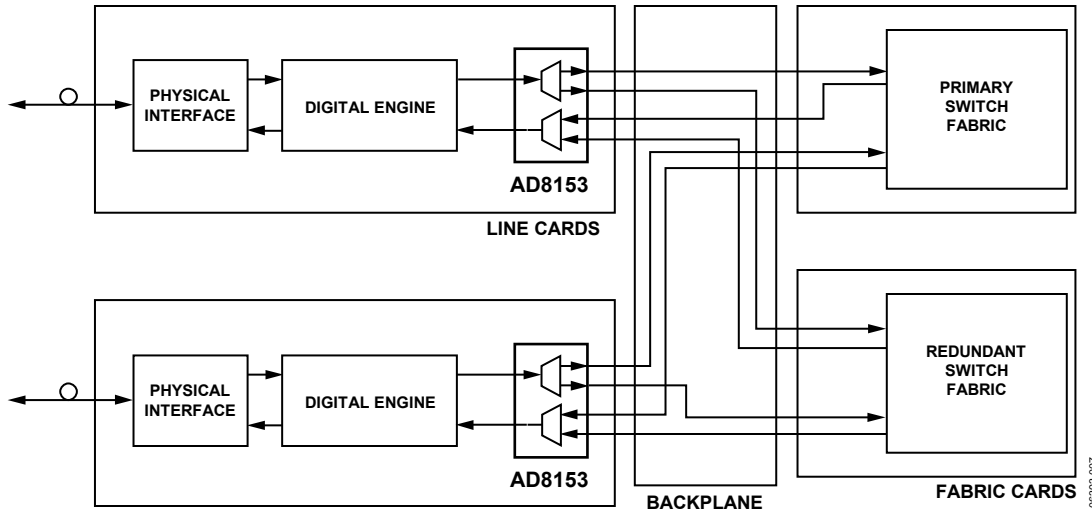 PHYSICAL
INTERFACE
DIGITAL ENGINE
AD8153
LINE CARDS
PRIMARY
SWITCH
FABRIC
PHYSICAL
INTERFACE
DIGITAL ENGINE
AD8153
BACKPLANE
REDUNDANT
SWITCH
FABRIC
FABRIC CARDS